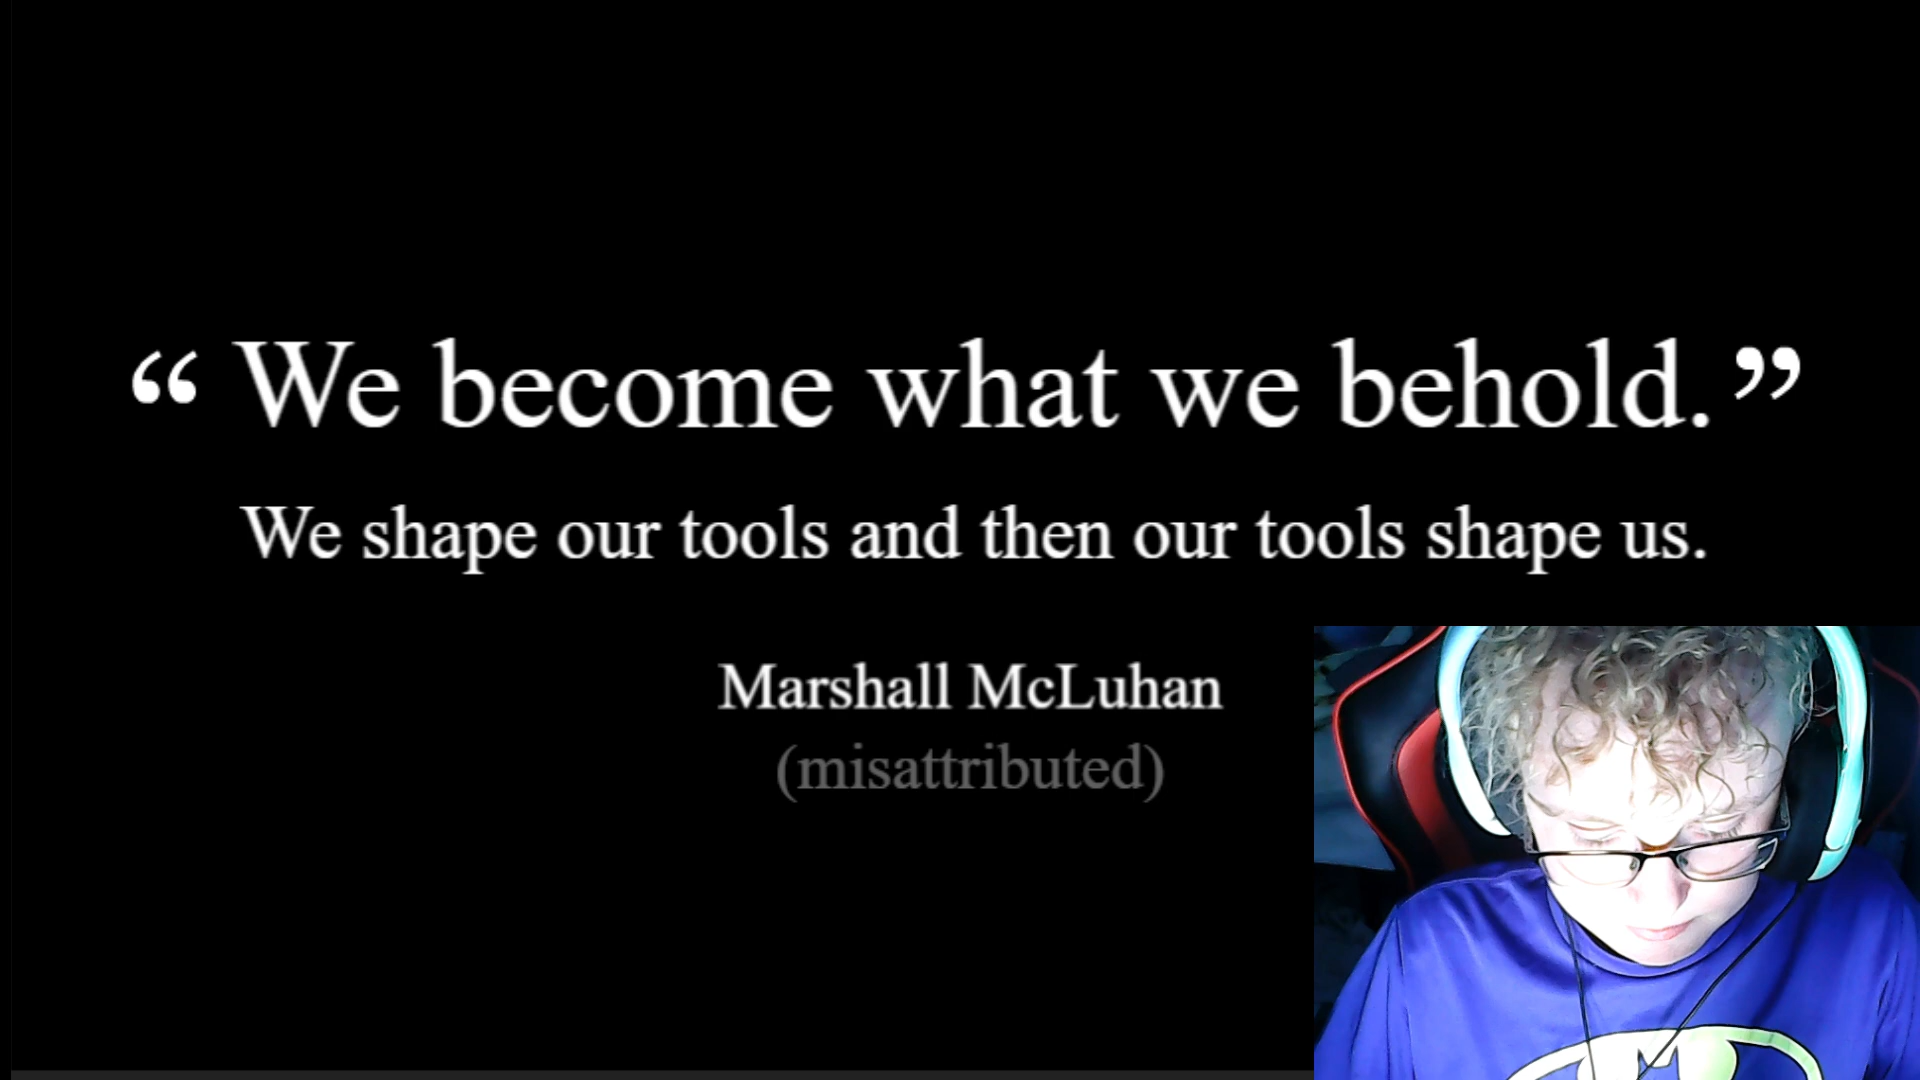 “ We become what we behold. ”
We shape our tools and then our tools shape us.
Marshall McLuhan
(misattributed)